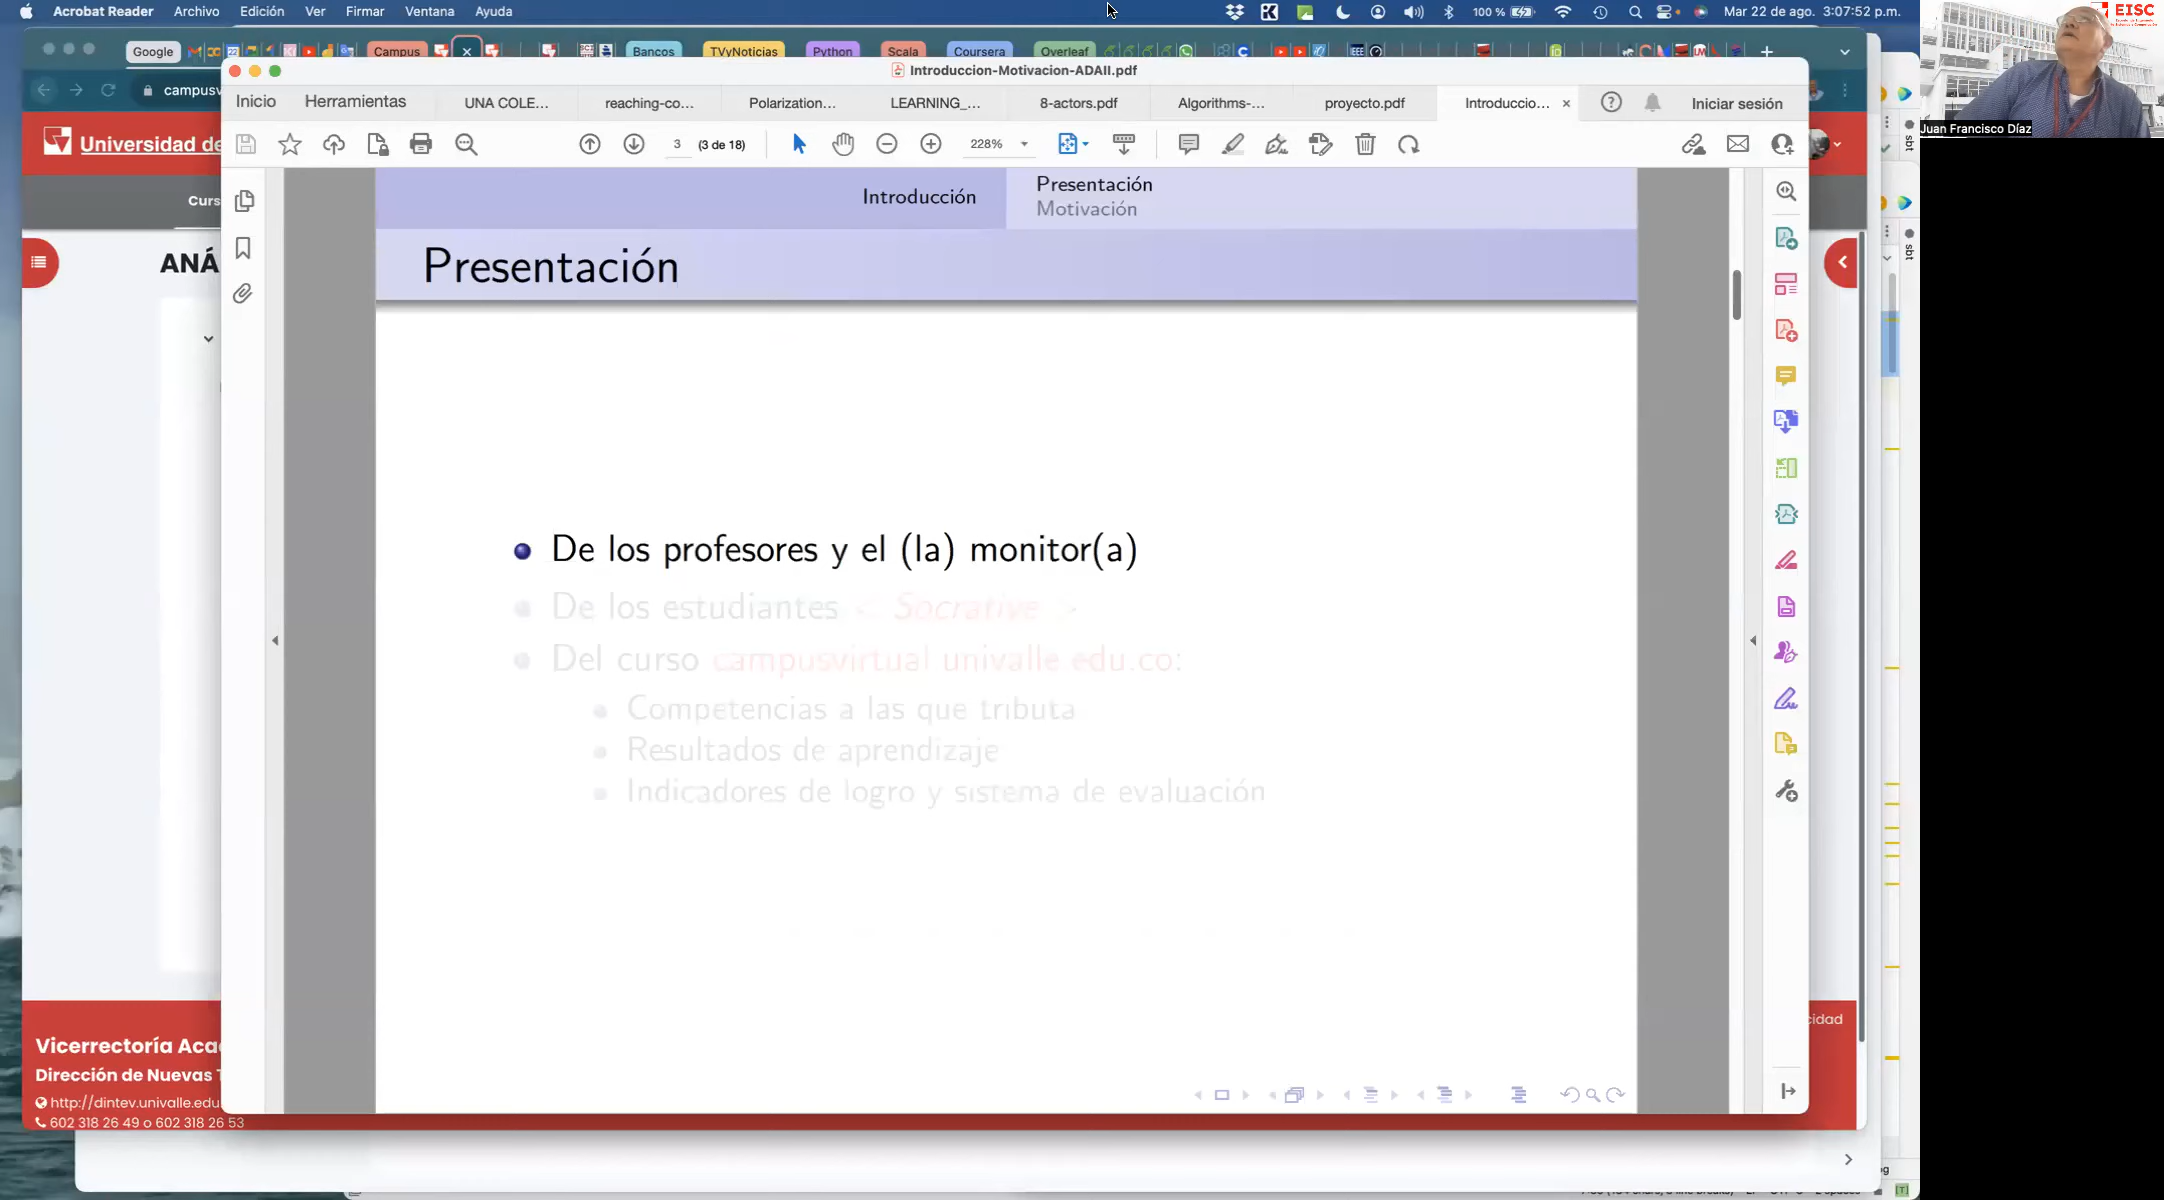 Acrobat Reader Archivo Edición Ver Firmar Ventana Ayuda
100 % Mar 22 de ago. 3:07:52 p.m.
Google Campus Bancos TVyNoticias Python Scala Coursera Overleaf
Introduccion-Motivacion-ADAII.pdf
campusv
Inicio Herramientas UNA COLE... reaching-co... Polarization... LEARNING_... 8-actors.pdf Algorithms-... proyecto.pdf Introduccio... Iniciar sesión
3 (3 de 18) 228%
Universidad de
Curs
ANÁ
Introducción
Presentación
Motivación
Presentación
De los profesores y el (la) monitor(a)
De los estudiantes Socrative
Del curso campusvirtual univalle edu.co:
Competencias a las que tributa
Resultados de aprendizaje
Indicadores de logro y sistema de evaluación
Vicerrectoría Aca
Dirección de Nuevas T
http://dintev.univalle.edu
602 318 26 49 o 602 318 26 53
cidad
sbt
sbt
EISC
Juan Francisco Díaz